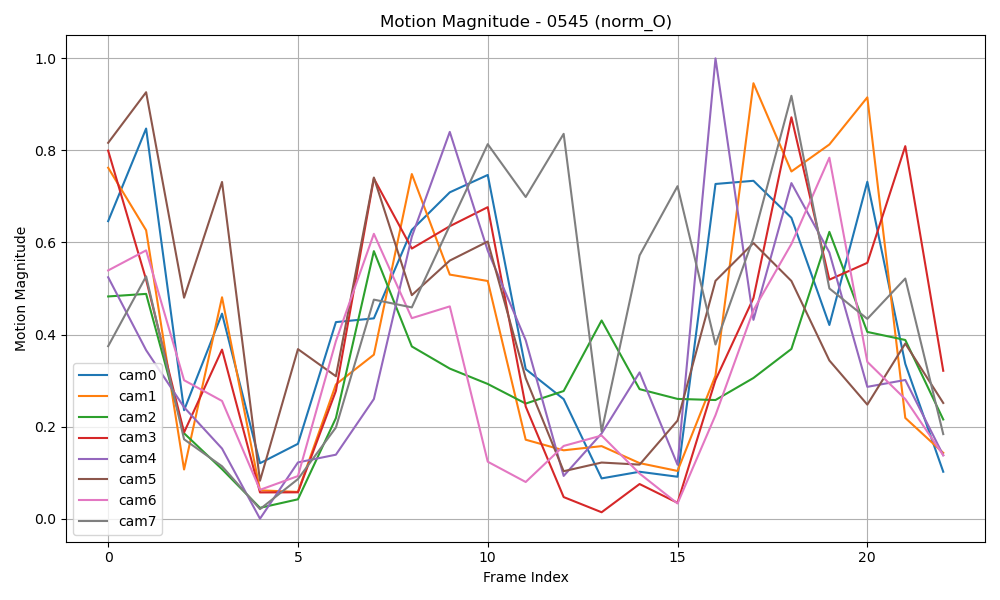 Motion Magnitude - 0545 (norm_O)
Motion Magnitude
1.0
0.8
0.6
0.4
0.2
0.0
cam0
cam1
cam2
cam3
cam4
cam5
cam6
cam7
0 5 10 15 20
Frame Index